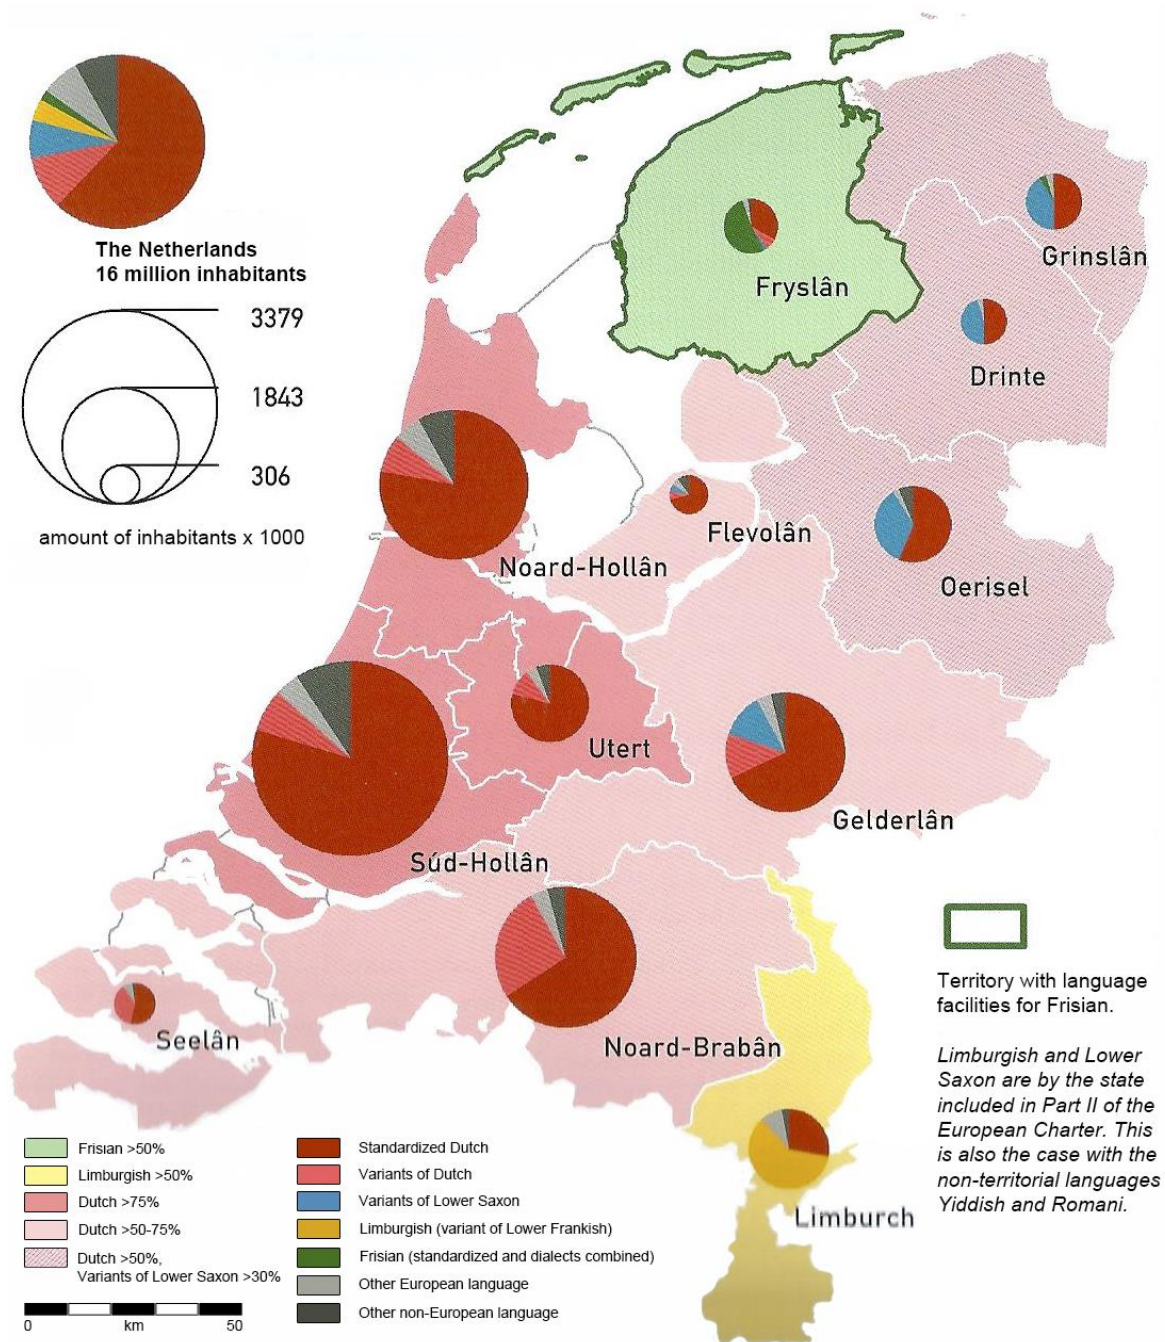 The Netherlands
16 million inhabitants
3379
1843
306
amount of inhabitants x 1000
Fryslân
Grinslân
Drinte
Flevolân
Noard-Hollân
Oerisel
Utert
Gelderlân
Súd-Hollân
Seelân
Noard-Brabân
Limburch
Territory with language
facilities for Frisian.
Limburgish and Lower
Saxon are by the state
included in Part II of the
European Charter. This
is also the case with the
non-territorial languages
Yiddish and Romani.
Frisian >50%
Limburgish >50%
Dutch >75%
Dutch >50-75%
Dutch >50%,
Variants of Lower Saxon >30%
Standardized Dutch
Variants of Dutch
Variants of Lower Saxon
Limburgish (variant of Lower Frankish)
Frisian (standardized and dialects combined)
Other European language
Other non-European language
0 km 50